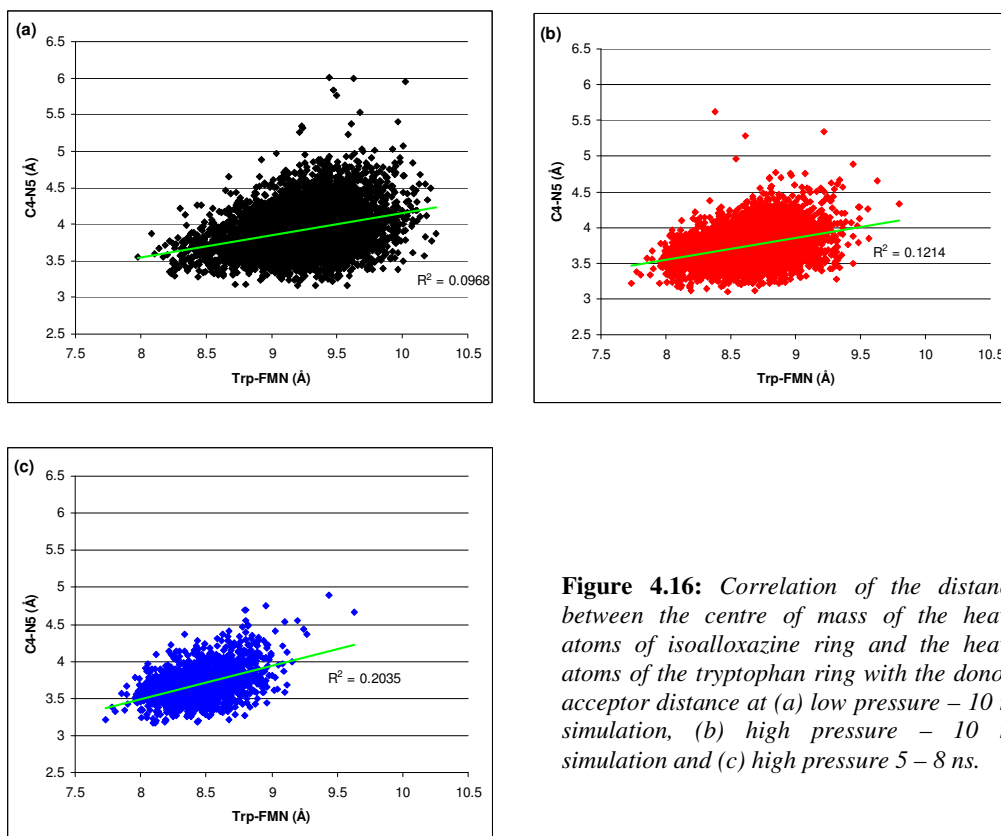 (a)
6.5
6
5.5
5
4.5
4
3.5
3
2.5
C4-N5 (Å)
R² = 0.0968
7.5 8 8.5 9 9.5 10 10.5
Trp-FMN (Å)
(b)
6.5
6
5.5
5
4.5
4
3.5
3
2.5
C4-N5 (Å)
R² = 0.1214
7.5 8 8.5 9 9.5 10 10.5
Trp-FMN (Å)
(c)
6.5
6
5.5
5
4.5
4
3.5
3
2.5
C4-N5 (Å)
R² = 0.2035
7.5 8 8.5 9 9.5 10 10.5
Trp-FMN (Å)
Figure 4.16: Correlation of the distanc
between the centre of mass of the heav
atoms of isoalloxazine ring and the heav
atoms of the tryptophan ring with the dono
acceptor distance at (a) low pressure – 10
simulation, (b) high pressure – 10
simulation and (c) high pressure 5 – 8 ns.